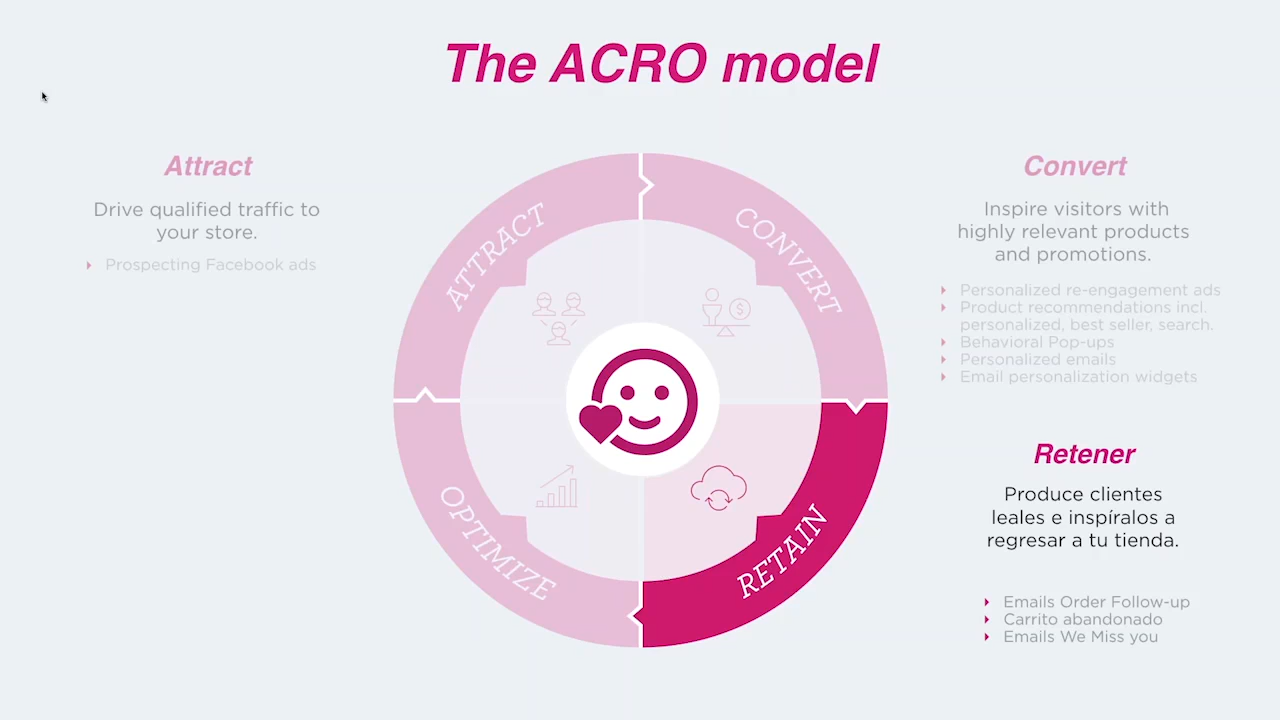 The ACRO model
Attract
Drive qualified traffic to
your store.
Prospecting Facebook ads
ATTRACT
CONVERT
OPTIMIZE
RETAIN
$
Convert
Inspire visitors with
highly relevant products
and promotions.
Personalized re-engagement ads
Product recommendations incl.
personalized, best seller, search.
Behavioral Pop-ups
Personalized emails
Email personalization widgets
Retener
Produce clientes
leales e inspíralos a
regresar a tu tienda.
Emails Order Follow-up
Carrito abandonado
Emails We Miss you